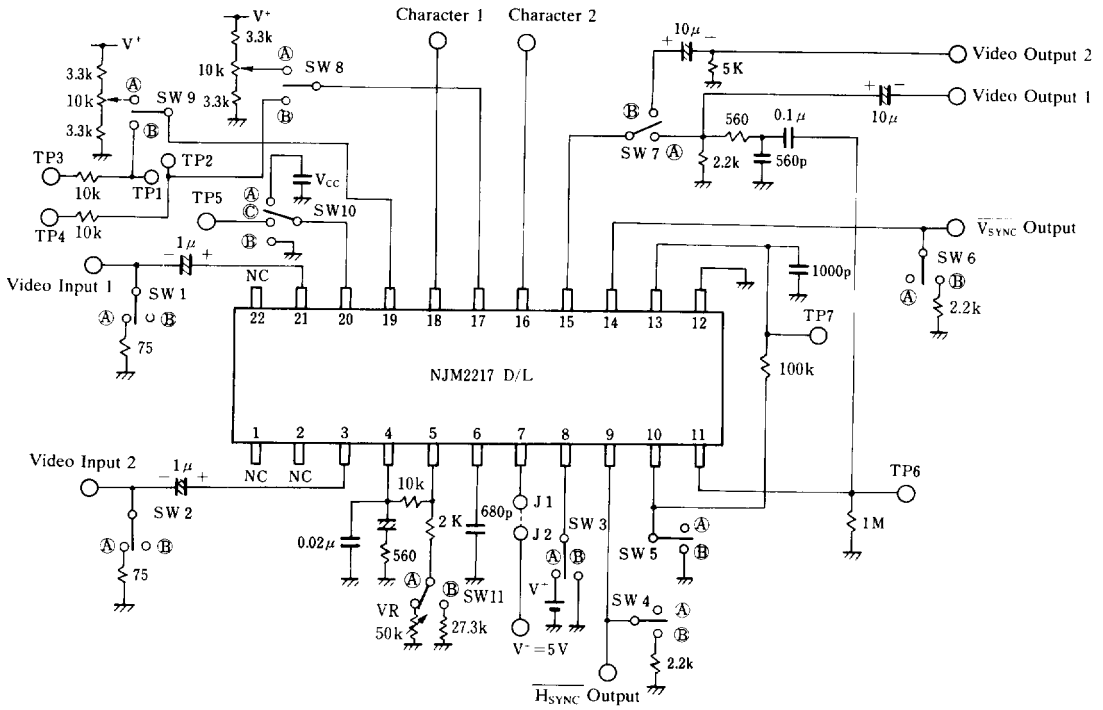 Character 1
Character 2
V⁺
V⁺
3.3k
10k
3.3k
Ⓐ
Ⓑ
SW 8
3.3k
10k
3.3k
Ⓐ
Ⓑ
SW 9
10μ
+ −
5K
Video Output 2
+ −
10μ
Video Output 1
Ⓑ
SW 7
Ⓐ
560
0.1μ
2.2k
560p
TP3
10k
TP1
TP2
TP4
10k
TP5
Ⓐ
Ⓒ
Ⓑ
VCC
SW10
V̅S̅Y̅N̅C̅ Output
SW 6
Ⓐ
Ⓑ
2.2k
1000p
TP7
100k
Video Input 1
− 1μ +
SW 1
Ⓐ
Ⓑ
75
NC
22 21 20 19 18 17 16 15 14 13 12
NJM2217 D/L
1 2 3 4 5 6 7 8 9 10 11
NC NC
Video Input 2
− 1μ +
SW 2
Ⓐ
Ⓑ
75
0.02μ
560
10k
2 K
680p
Ⓐ
Ⓑ
SW11
VR
50k
27.3k
J 1
J 2
V⁻=5V
SW 3
Ⓐ
Ⓑ
V⁺
SW 4
Ⓐ
Ⓑ
2.2k
H̅S̅Y̅N̅C̅ Output
SW 5
Ⓐ
Ⓑ
TP6
1M